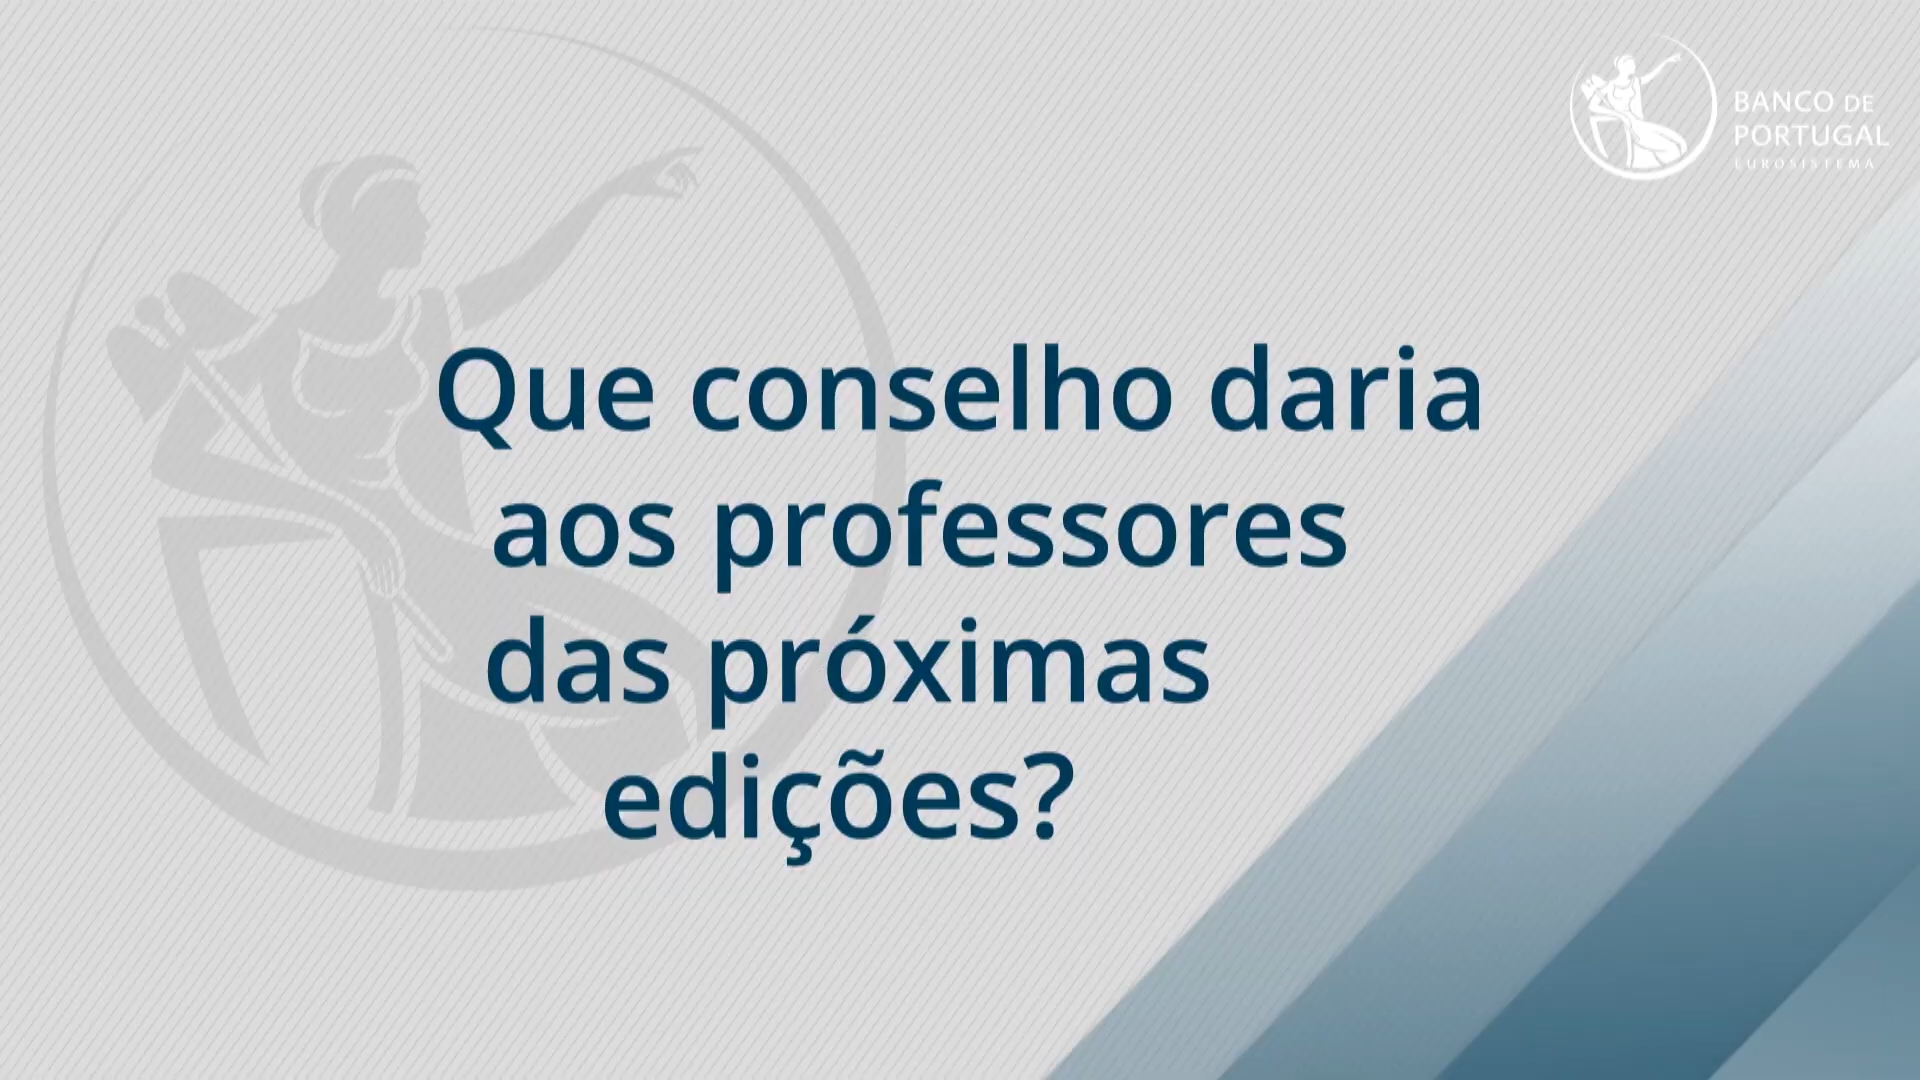 BANCO DE
PORTUGAL
EUROSISTEMA
Que conselho daria
aos professores
das próximas
edições?